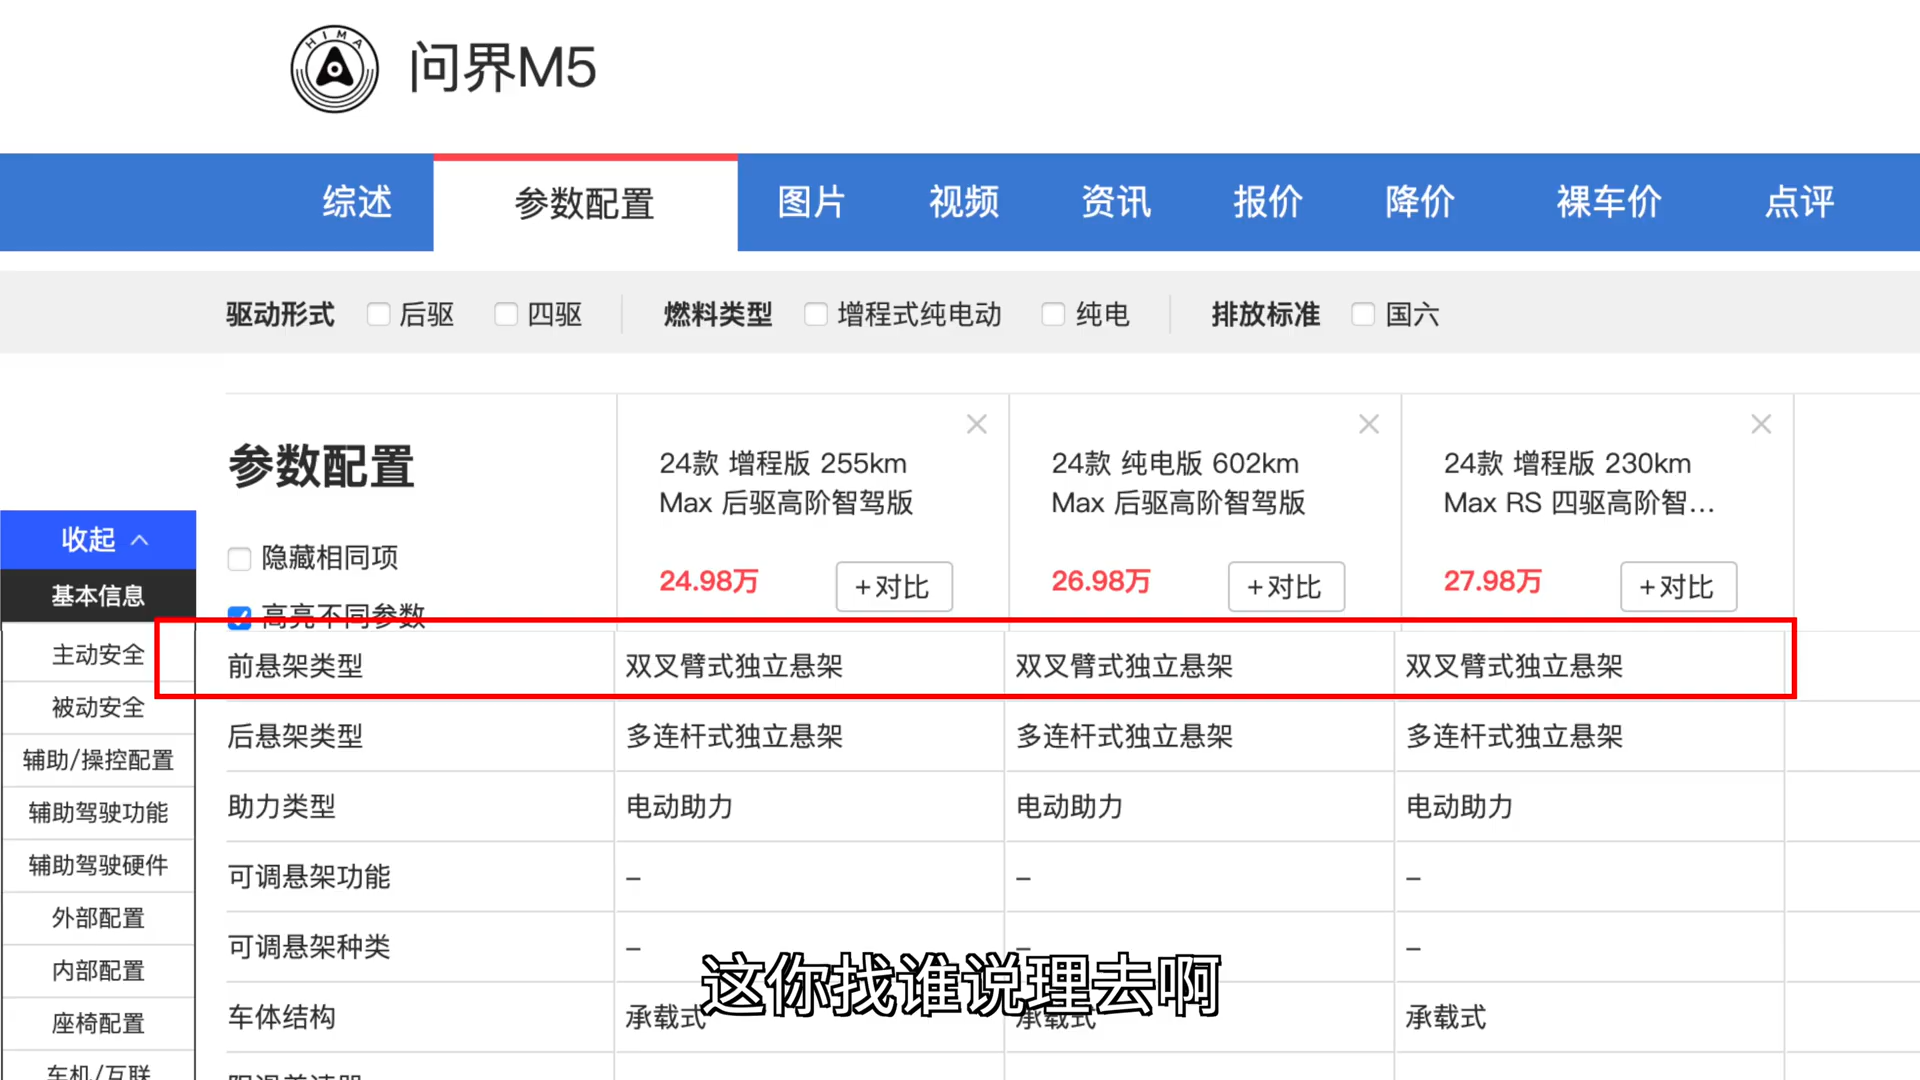 HIMA
问界M5
综述 参数配置 图片 视频 资讯 报价 降价 裸车价 点评
驱动形式 后驱 四驱 燃料类型 增程式纯电动 纯电 排放标准 国六
参数配置
隐藏相同项
高亮不同参数
24款 增程版 255km
Max 后驱高阶智驾版
24.98万 +对比
24款 纯电版 602km
Max 后驱高阶智驾版
26.98万 +对比
24款 增程版 230km
Max RS 四驱高阶智...
27.98万 +对比
收起
基本信息
主动安全
被动安全
辅助/操控配置
辅助驾驶功能
辅助驾驶硬件
外部配置
内部配置
座椅配置
车机/互联
前悬架类型 双叉臂式独立悬架 双叉臂式独立悬架 双叉臂式独立悬架
后悬架类型 多连杆式独立悬架 多连杆式独立悬架 多连杆式独立悬架
助力类型 电动助力 电动助力 电动助力
可调悬架功能 – – –
可调悬架种类 – – –
车体结构 承载式 承载式 承载式
这你找谁说理去啊